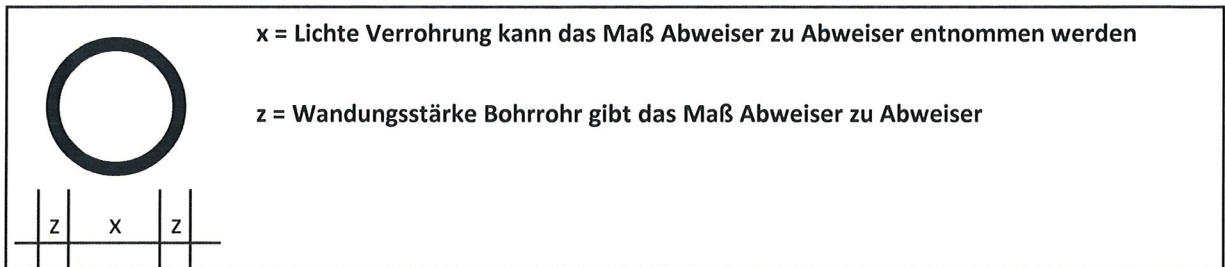 x = Lichte Verrohrung kann das Maß Abweiser zu Abweiser entnommen werden
z = Wandungsstärke Bohrrohr gibt das Maß Abweiser zu Abweiser
z x z